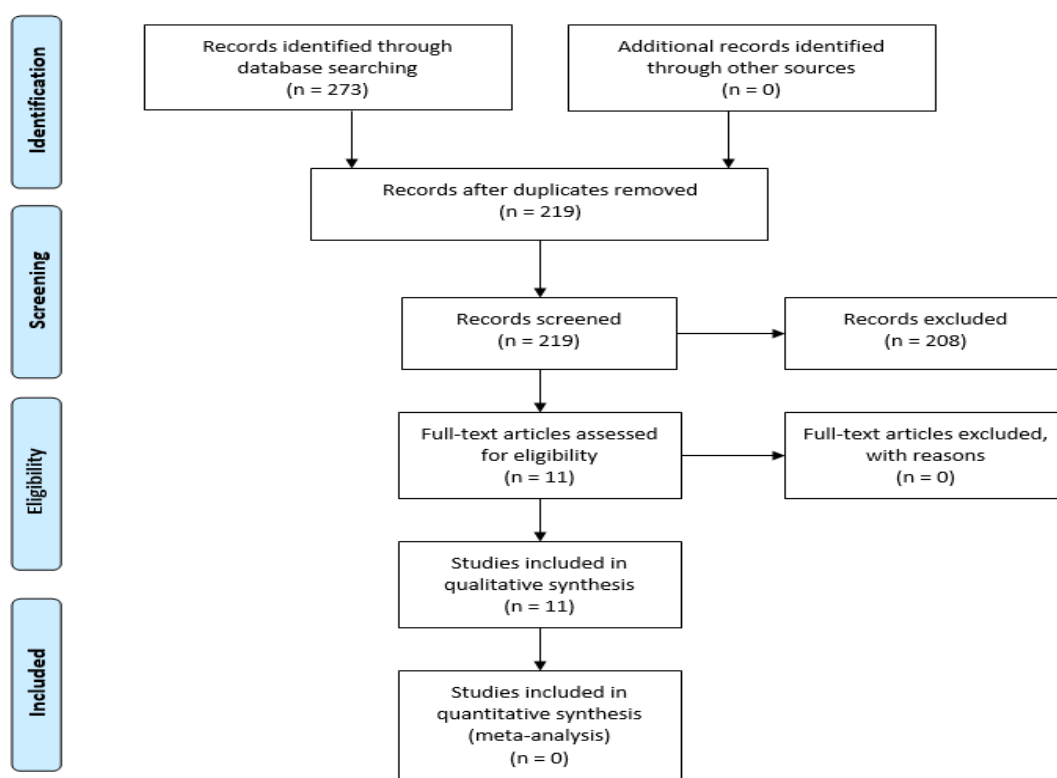 Identification
Records identified through
database searching
(n = 273)
Additional records identified
through other sources
(n = 0)
Records after duplicates removed
(n = 219)
Screening
Records screened
(n = 219)
Records excluded
(n = 208)
Eligibility
Full-text articles assessed
for eligibility
(n = 11)
Full-text articles excluded,
with reasons
(n = 0)
Studies included in
qualitative synthesis
(n = 11)
Included
Studies included in
quantitative synthesis
(meta-analysis)
(n = 0)